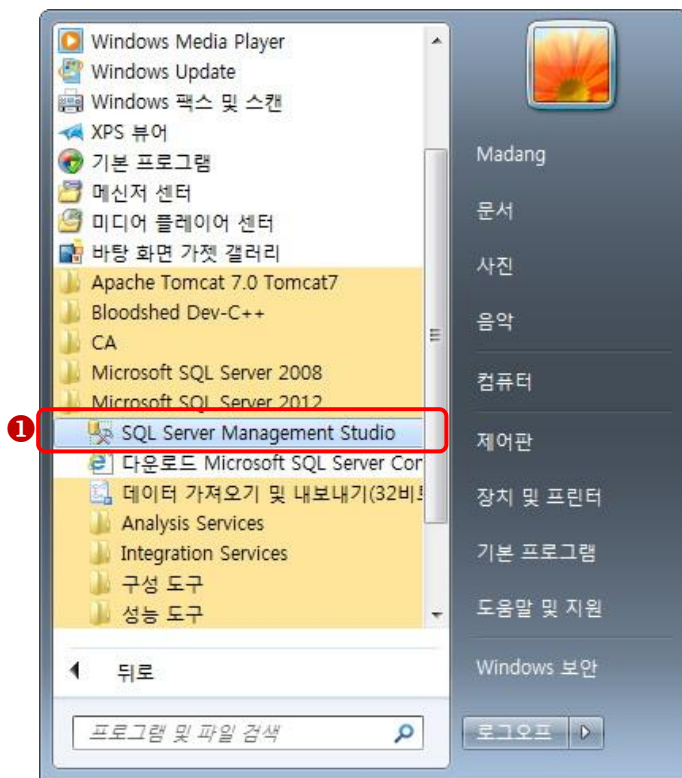 Windows Media Player
Windows Update
Windows 팩스 및 스캔
XPS 뷰어
기본 프로그램
메신저 센터
미디어 플레이어 센터
바탕 화면 가젯 갤러리
Apache Tomcat 7.0 Tomcat7
Bloodshed Dev-C++
CA
Microsoft SQL Server 2008
Microsoft SQL Server 2012
❶ SQL Server Management Studio
다운로드 Microsoft SQL Server Cor
데이터 가져오기 및 내보내기(32비트
Analysis Services
Integration Services
구성 도구
성능 도구
뒤로
프로그램 및 파일 검색
Madang
문서
사진
음악
컴퓨터
제어판
장치 및 프린터
기본 프로그램
도움말 및 지원
Windows 보안
로그오프